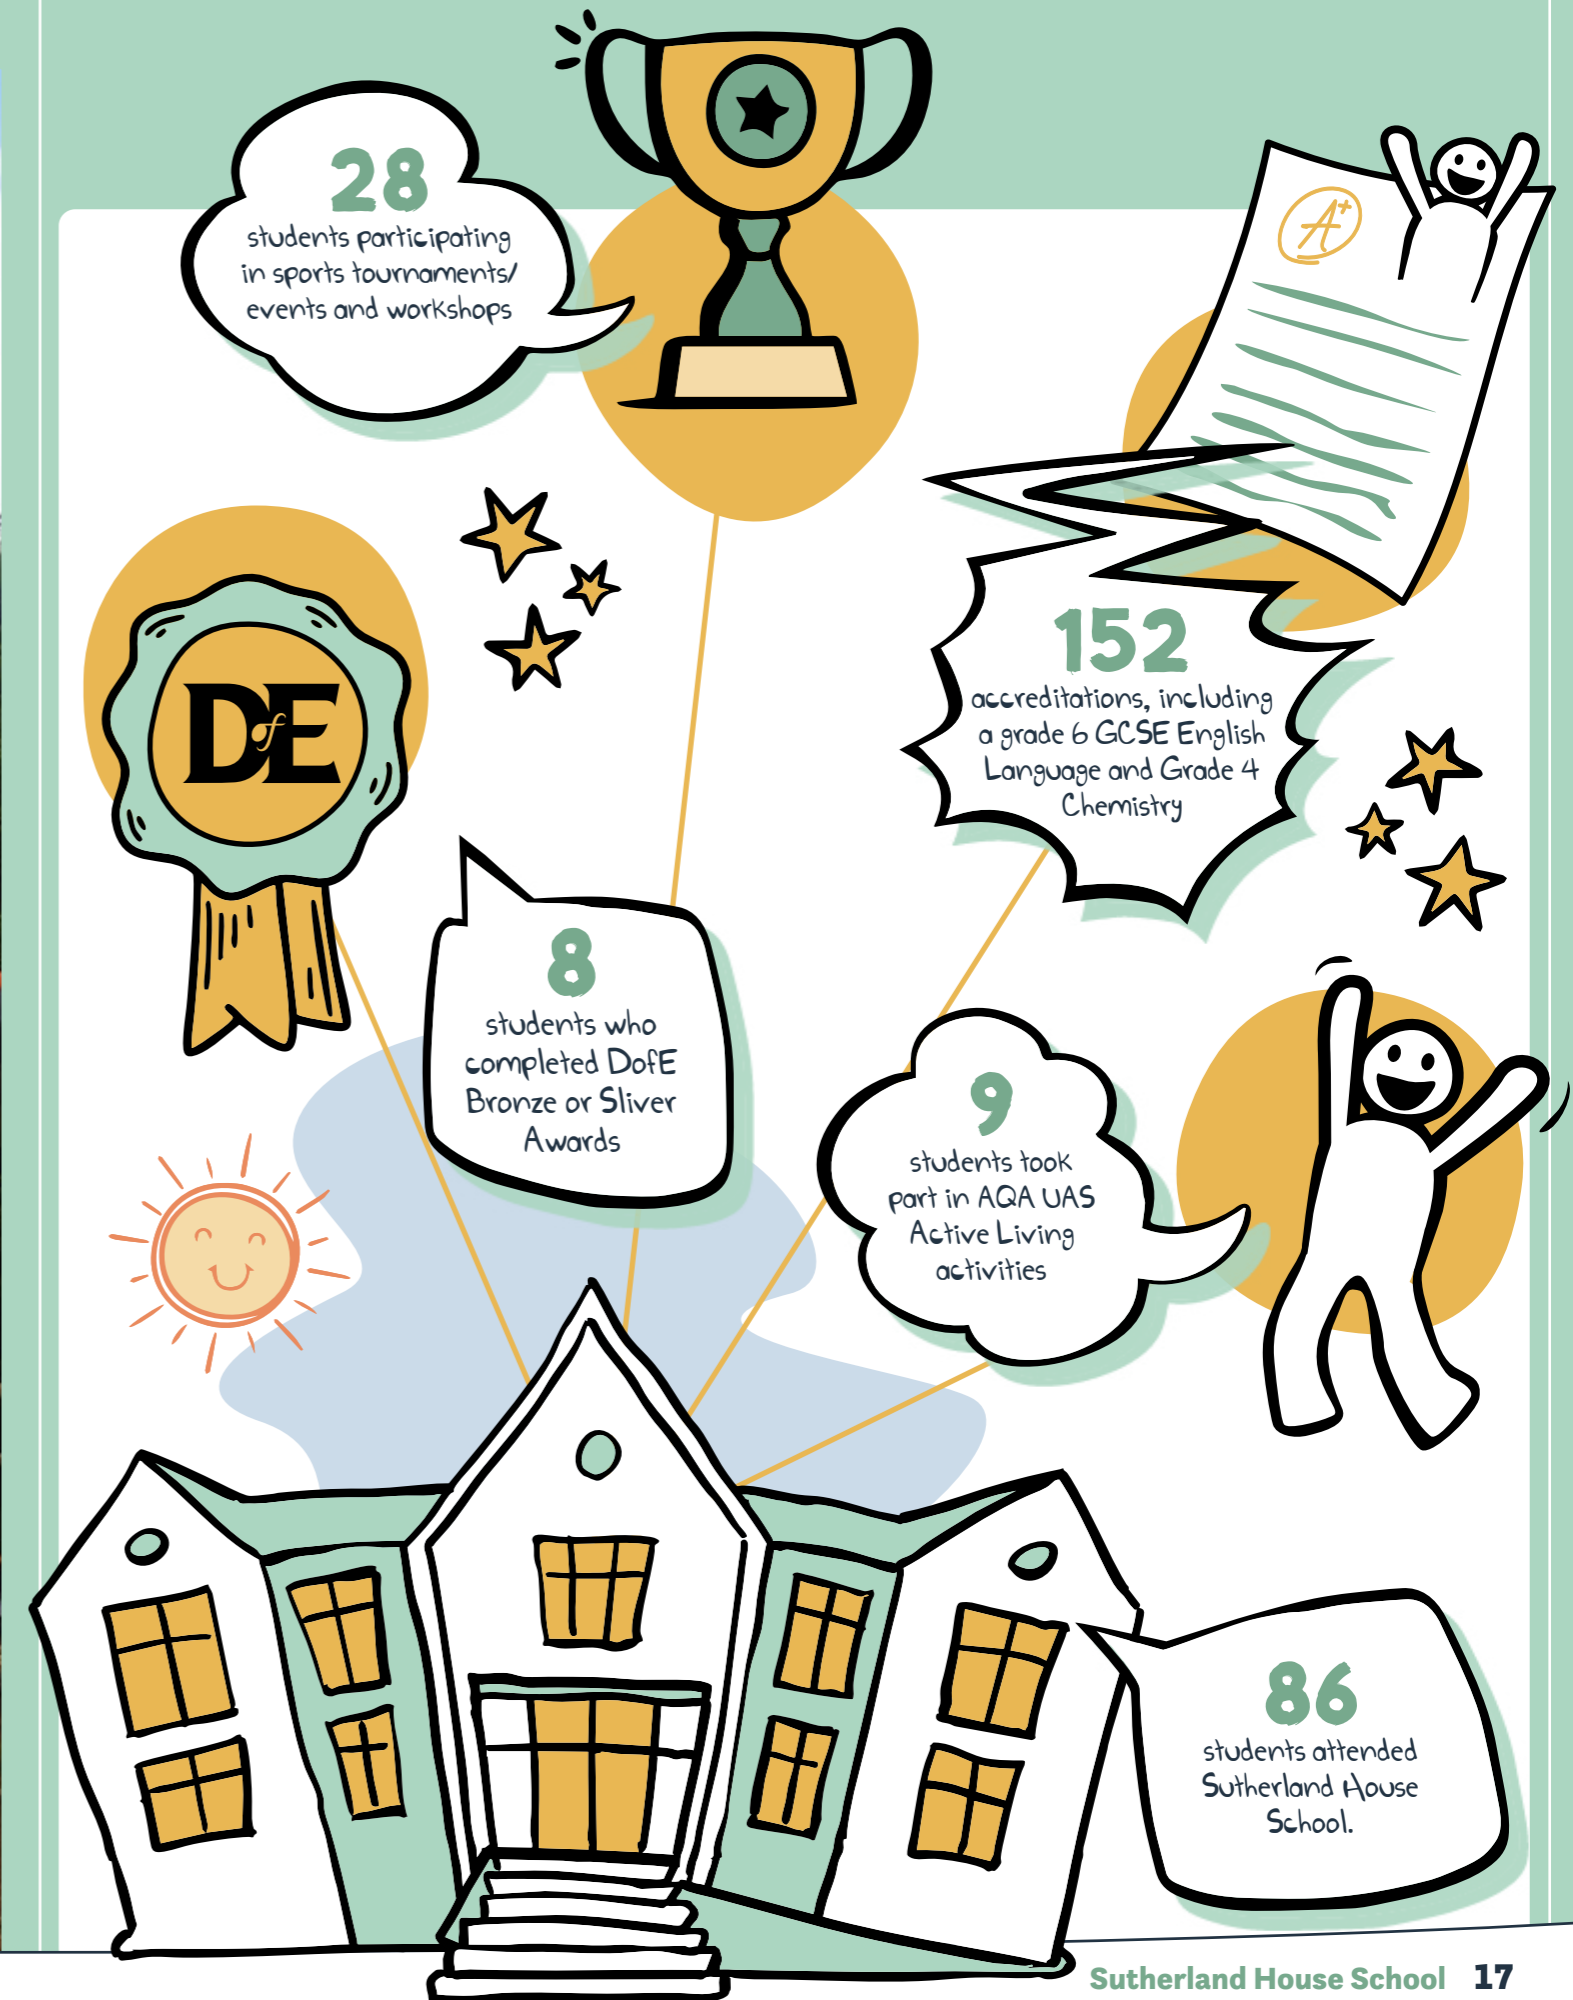 28
students participating
in sports tournaments/
events and workshops
A+
152
accreditations, including
a grade 6 GCSE English
Language and Grade 4
Chemistry
DofE
8
students who
completed DofE
Bronze or Sliver
Awards
9
students took
part in AQA UAS
Active Living
activities
86
students attended
Sutherland House
School.
Sutherland House School 17